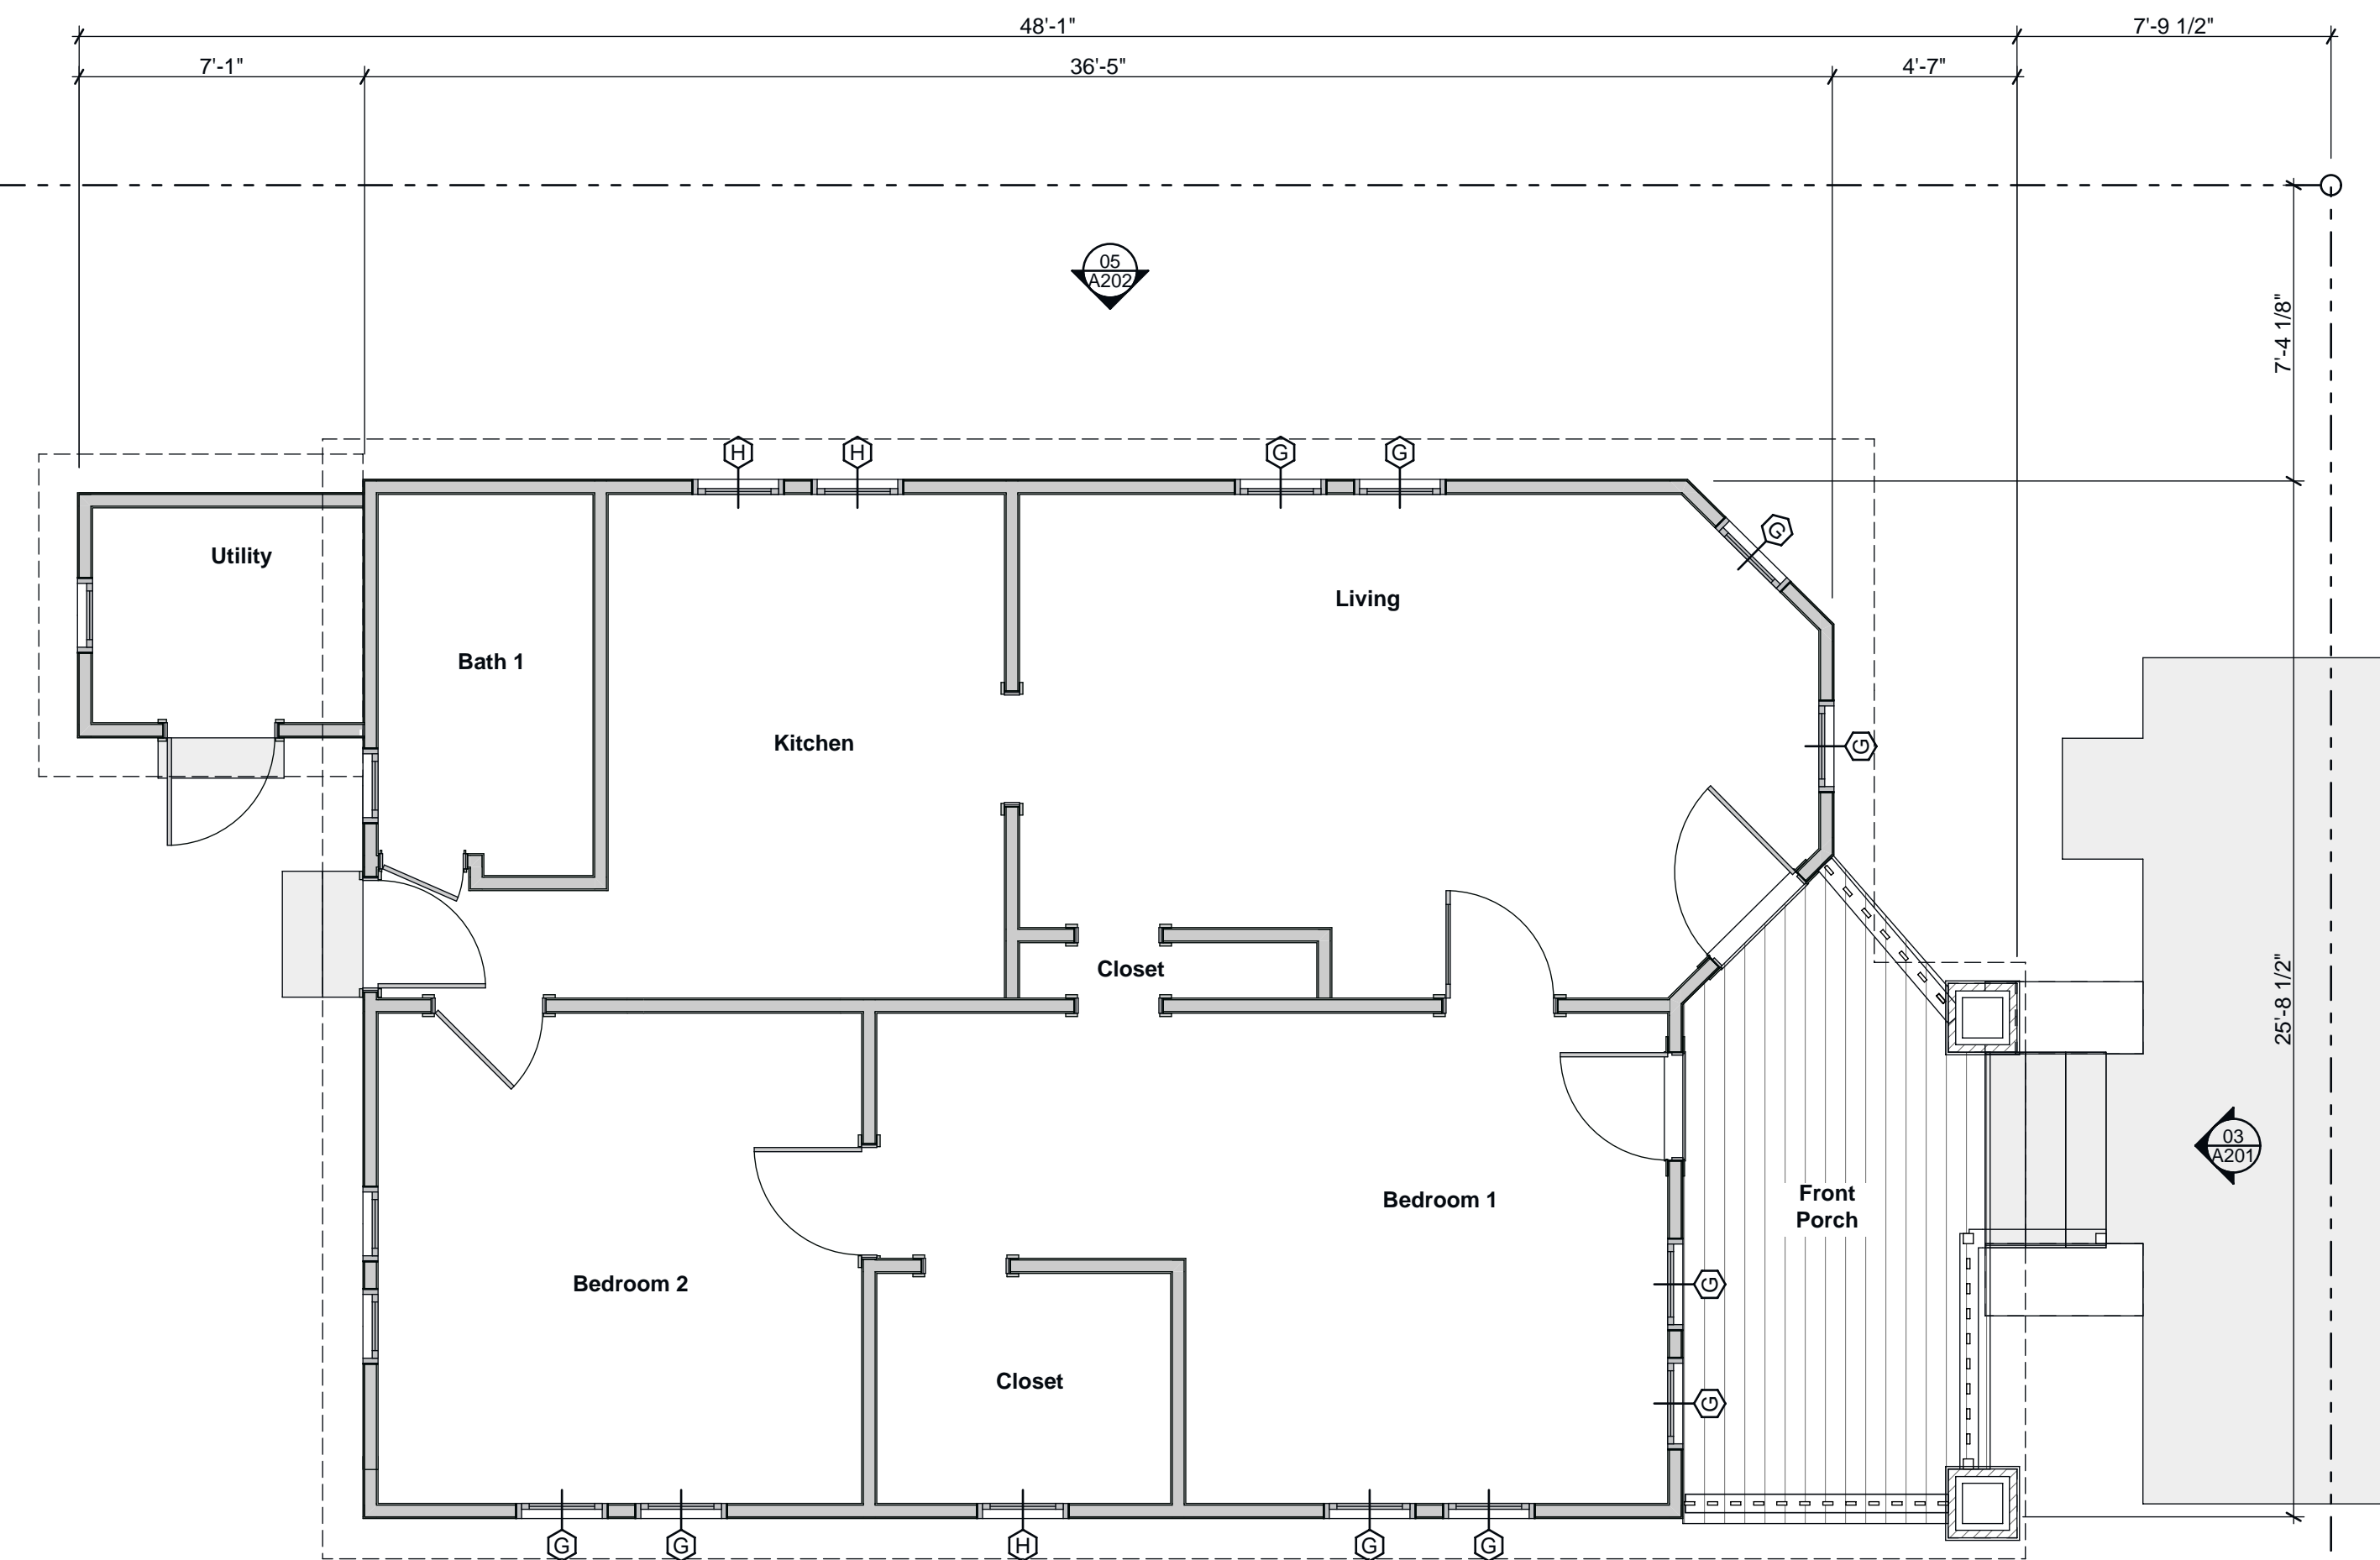 48'-1"
7'-9 1/2"
7'-1"
36'-5"
4'-7"
05
A202
7'-4 1/8"
H
H
G
G
G
Utility
Living
Bath 1
Kitchen
G
Closet
25'-8 1/2"
03
A201
Bedroom 1
Front
Porch
Bedroom 2
G
Closet
G
G
G
H
G
G